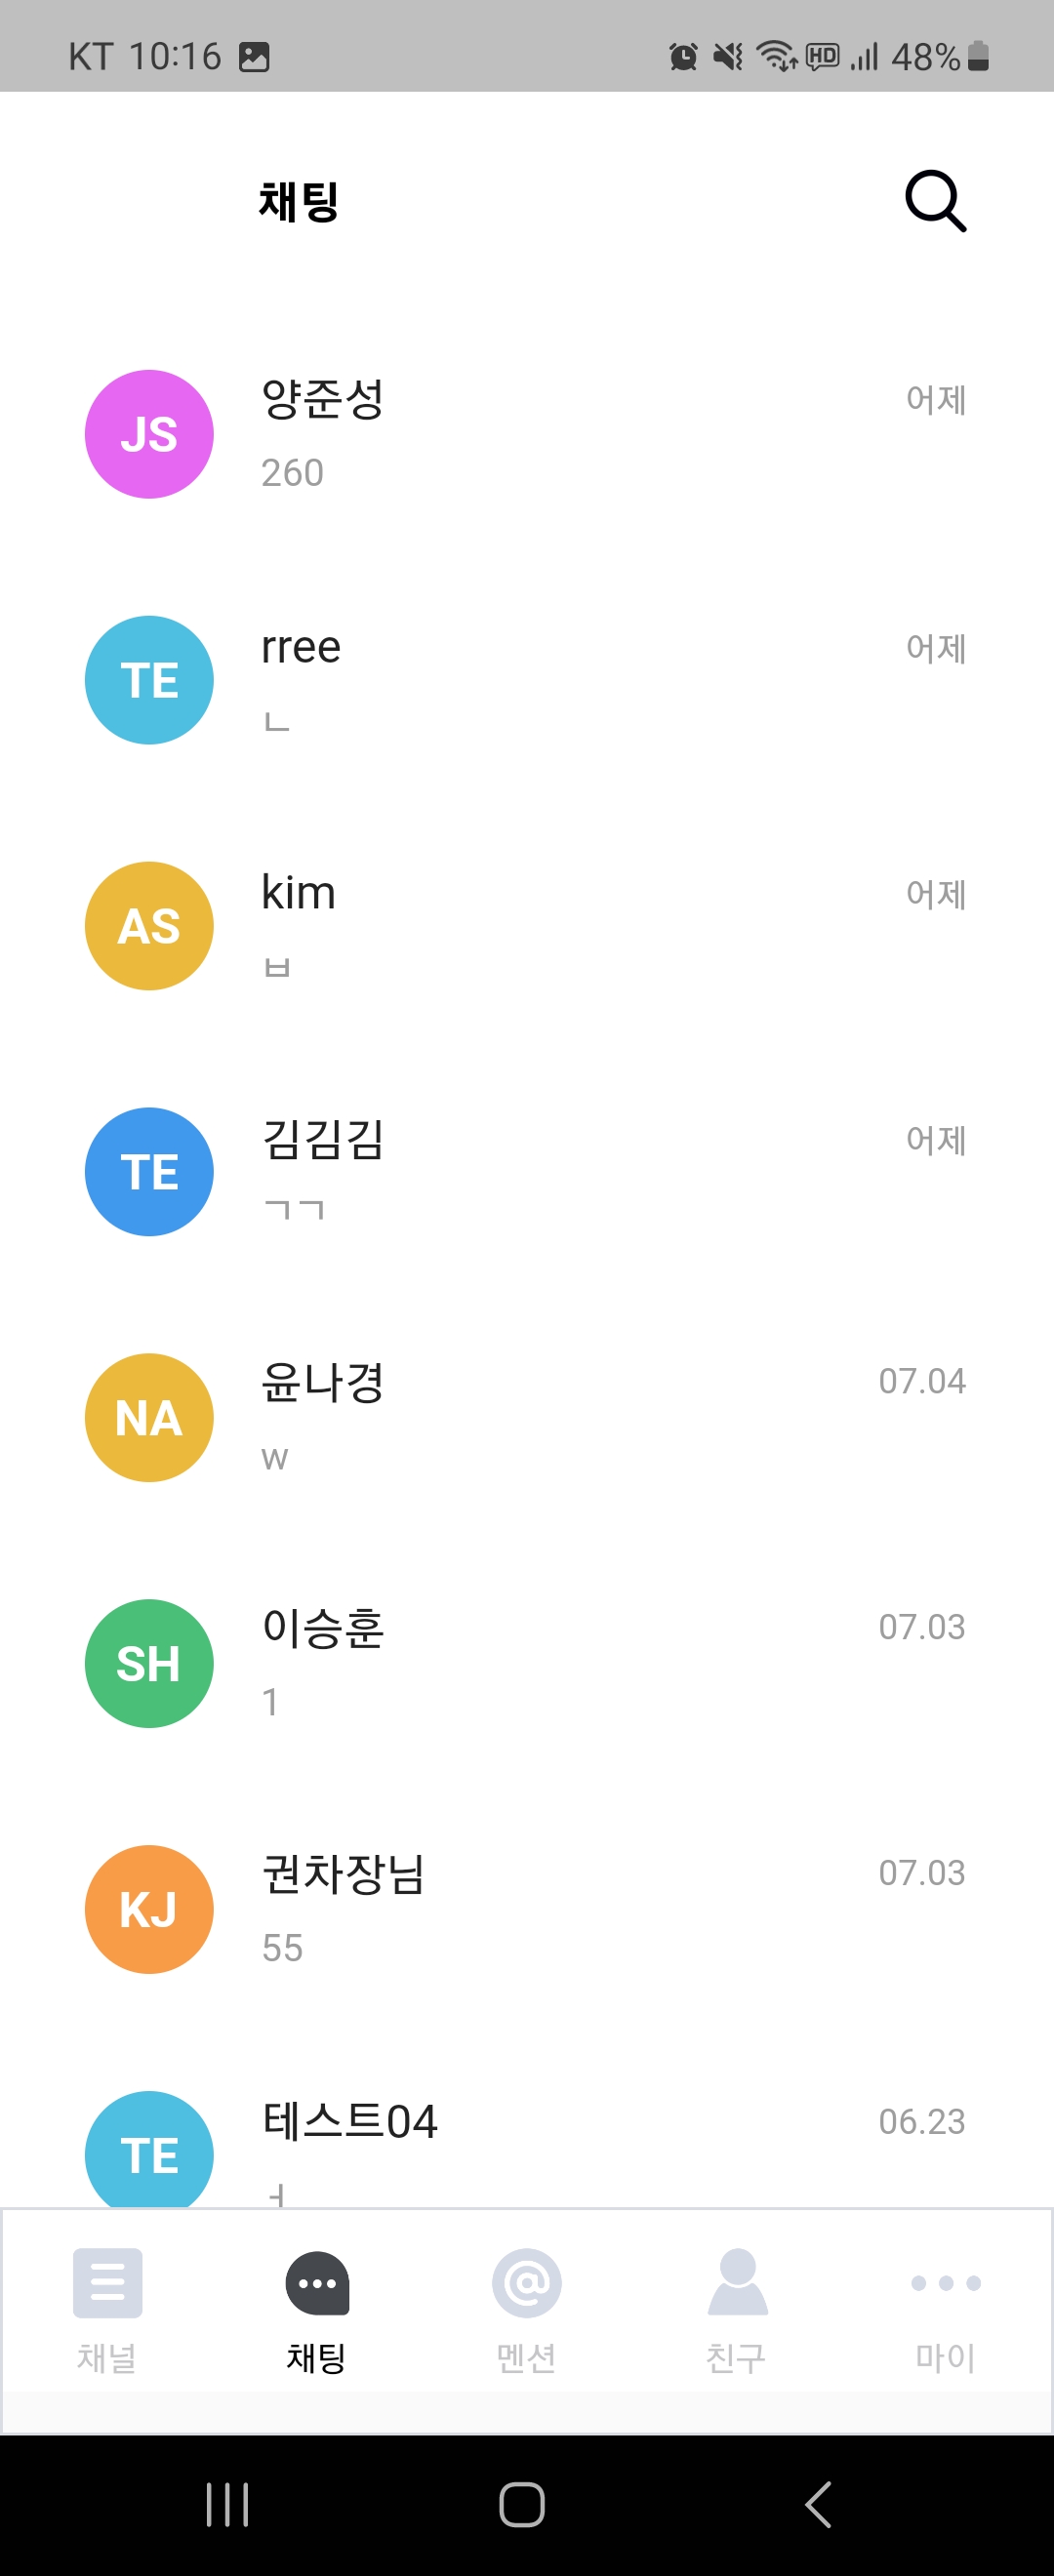 KT 10:16 HD 48%
채팅
JS 양준성 어제
260
TE rree 어제
ㄴ
AS kim 어제
ㅂ
TE 김김김 어제
ㄱㄱ
NA 윤나경 07.04
w
SH 이승훈 07.03
1
KJ 권차장님 07.03
55
TE 테스트04 06.23
채널 채팅 멘션 친구 마이